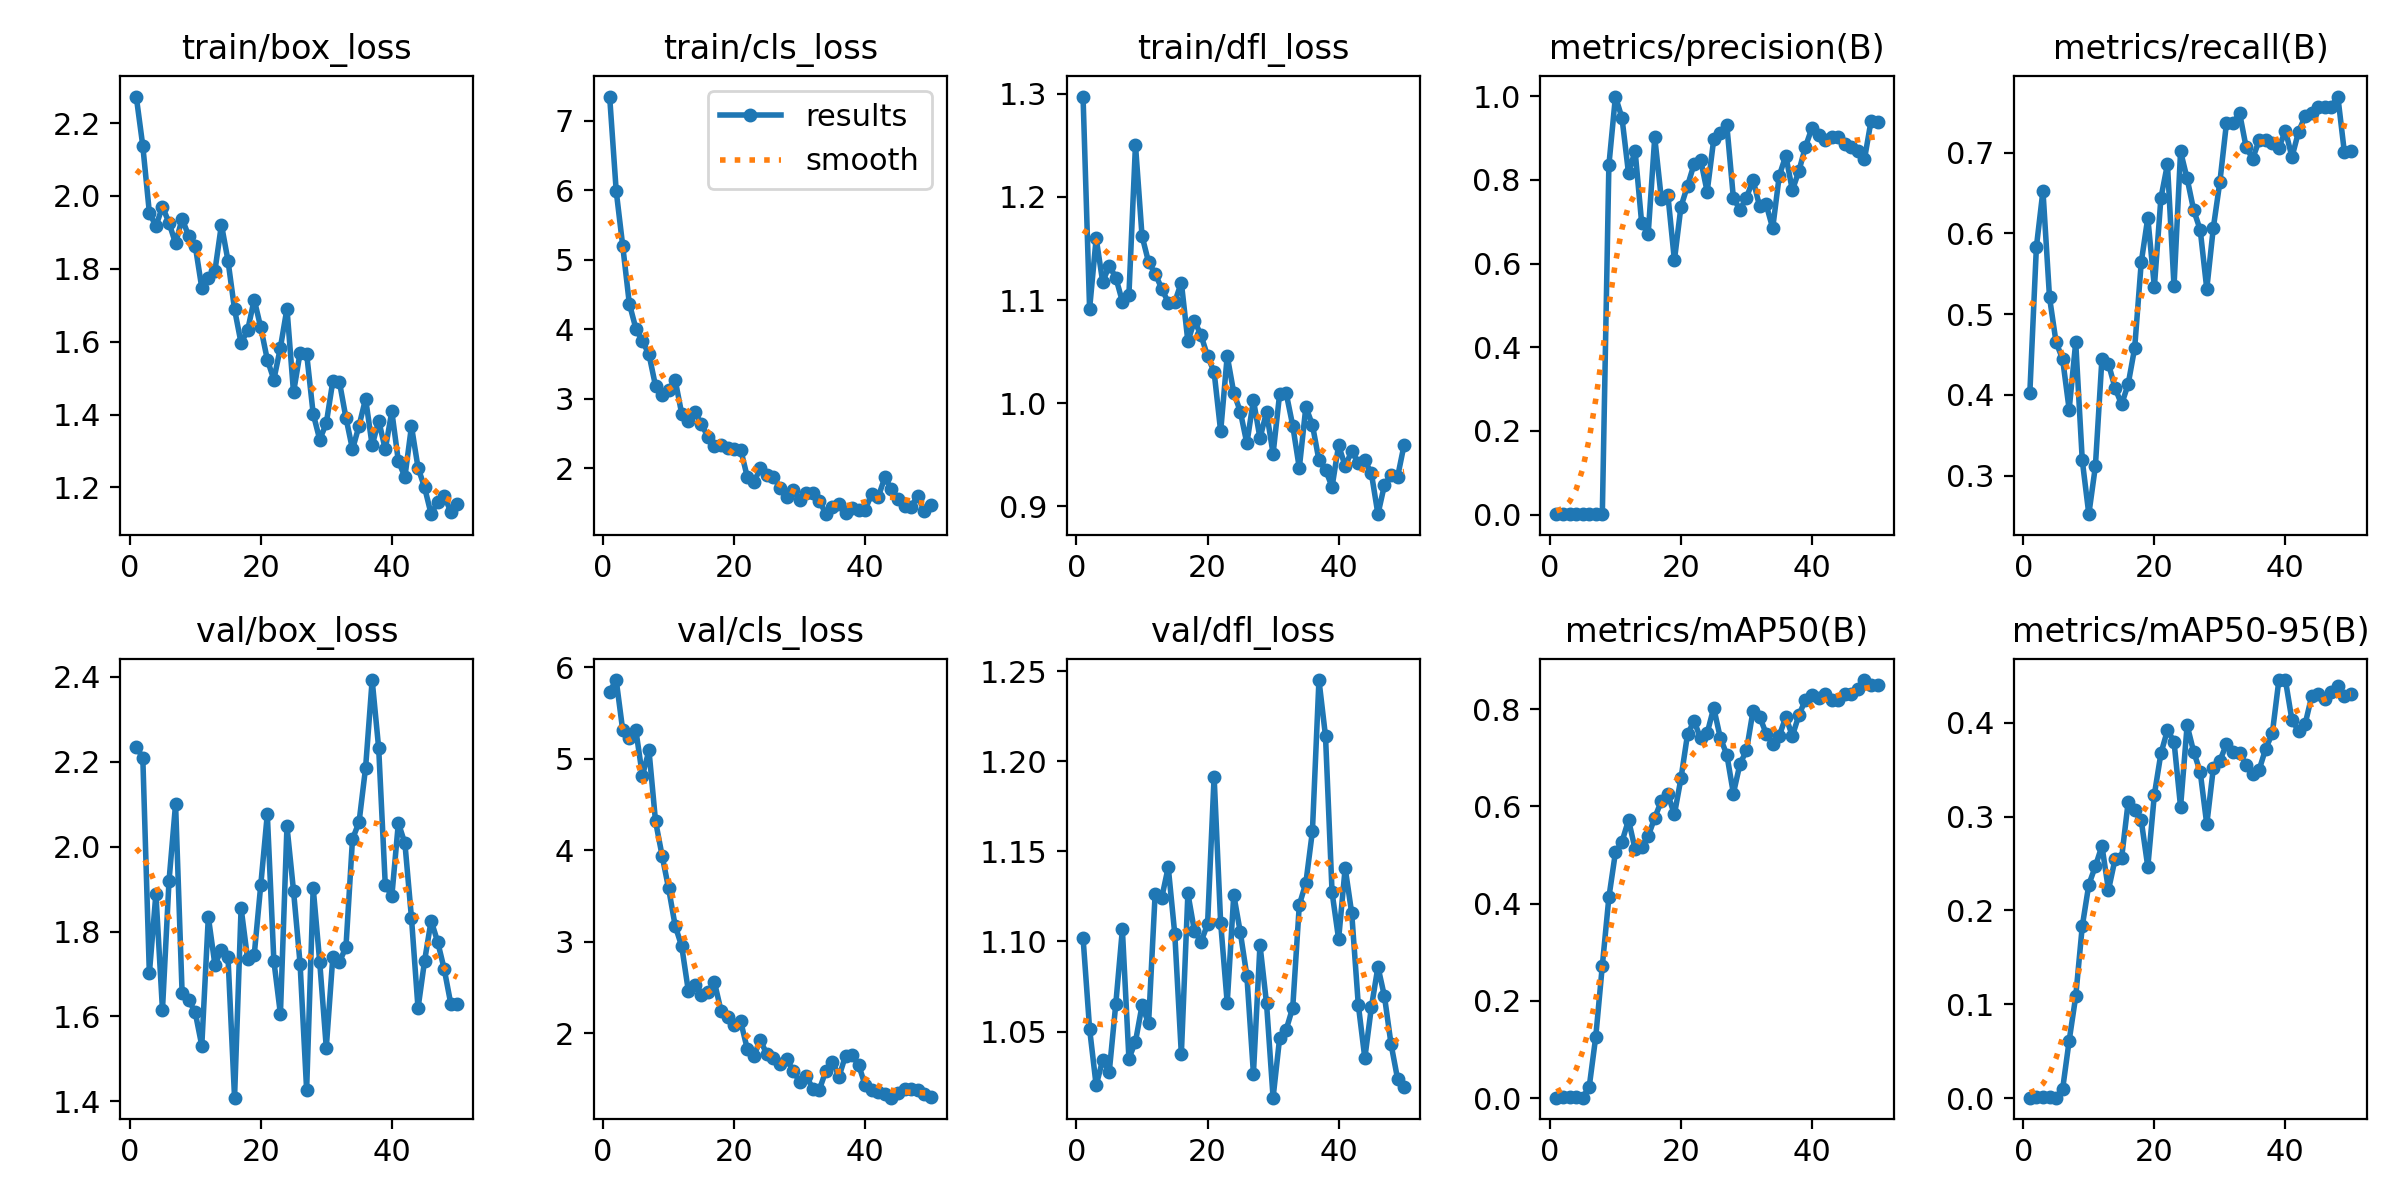 train/box_loss
2.2
2.0
1.8
1.6
1.4
1.2
0 20 40
train/cls_loss
results
smooth
7
6
5
4
3
2
0 20 40
train/dfl_loss
1.3
1.2
1.1
1.0
0.9
0 20 40
metrics/precision(B)
1.0
0.8
0.6
0.4
0.2
0.0
0 20 40
metrics/recall(B)
0.7
0.6
0.5
0.4
0.3
0 20 40
val/box_loss
2.4
2.2
2.0
1.8
1.6
1.4
0 20 40
val/cls_loss
6
5
4
3
2
0 20 40
val/dfl_loss
1.25
1.20
1.15
1.10
1.05
0 20 40
metrics/mAP50(B)
0.8
0.6
0.4
0.2
0.0
0 20 40
metrics/mAP50-95(B)
0.4
0.3
0.2
0.1
0.0
0 20 40